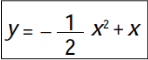 y = - 1/2 x² + x